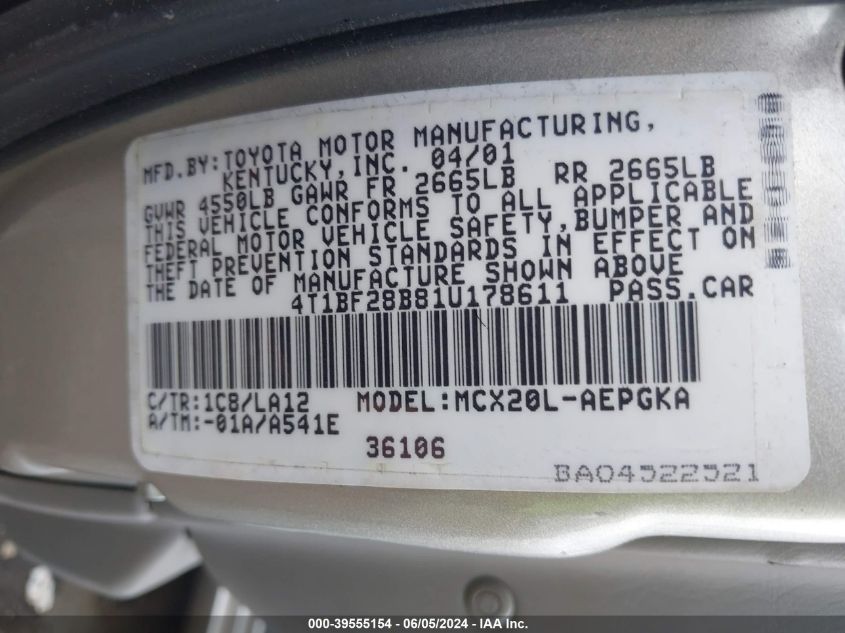 MFD.BY:TOYOTA MOTOR MANUFACTURING,
KENTUCKY,INC. 04/01
GVWR 4550LB GAWR FR 2665LB RR 2665LB
THIS VEHICLE CONFORMS TO ALL APPLICABLE
FEDERAL MOTOR VEHICLE SAFETY,BUMPER AND
THEFT PREVENTION STANDARDS IN EFFECT ON
THE DATE OF MANUFACTURE SHOWN ABOVE
4T1BF28B81U178611 PASS.CAR
C/TR:1C8/LA12 MODEL:MCX20L-AEPGKA
A/TM:-01A/A541E
36106
BA04522521
000-39555154 | 06/05/2024 - IAA Inc.